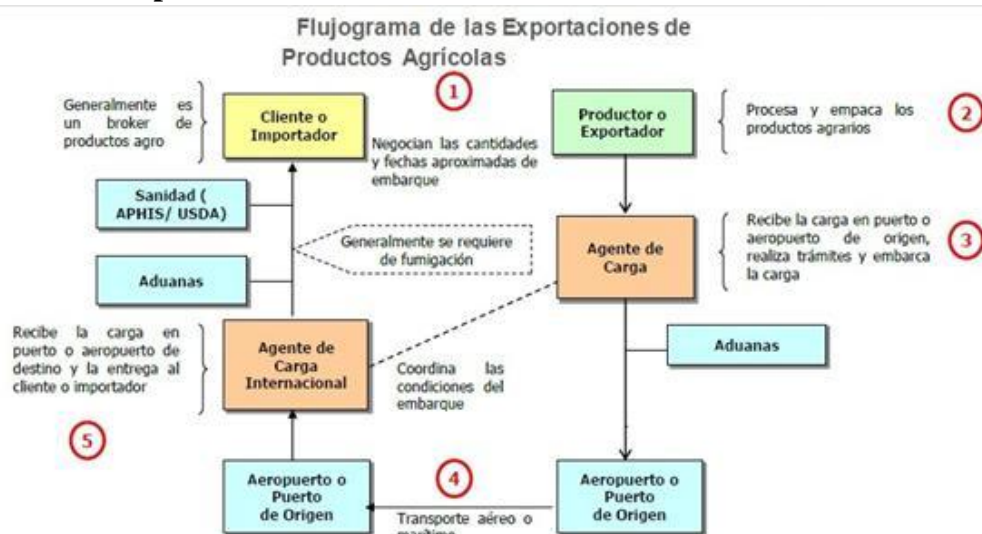 Flujograma de las Exportaciones de
Productos Agrícolas
1
Generalmente es
un broker de
productos agro
Cliente o
Importador
Negocian las cantidades
y fechas aproximadas de
embarque
Productor o
Exportador
Procesa y empaca los
productos agrarios
2
Sanidad (
APHIS/ USDA)
Generalmente se requiere
de fumigación
Agente de
Carga
Recibe la carga en puerto o
aeropuerto de origen,
realiza trámites y embarca
la carga
3
Aduanas
Aduanas
Recibe la carga en
puerto o aeropuerto de
destino y la entrega al
cliente o importador
5
Agente de
Carga
Internacional
Coordina las
condiciones del
embarque
Aeropuerto o
Puerto
de Origen
4
Transporte aéreo o
Aeropuerto o
Puerto
de Origen